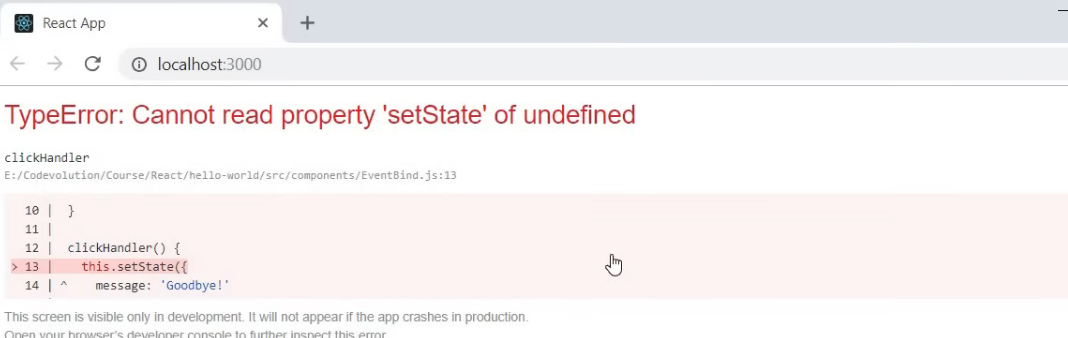 React App
localhost:3000
TypeError: Cannot read property 'setState' of undefined
clickHandler
E:/Codevolution/Course/React/hello-world/src/components/EventBind.js:13
10 | }
11 |
12 | clickHandler() {
> 13 | this.setState({
14 | ^ message: 'Goodbye!'
This screen is visible only in development. It will not appear if the app crashes in production.
Open your browser's developer console to further inspect this error.